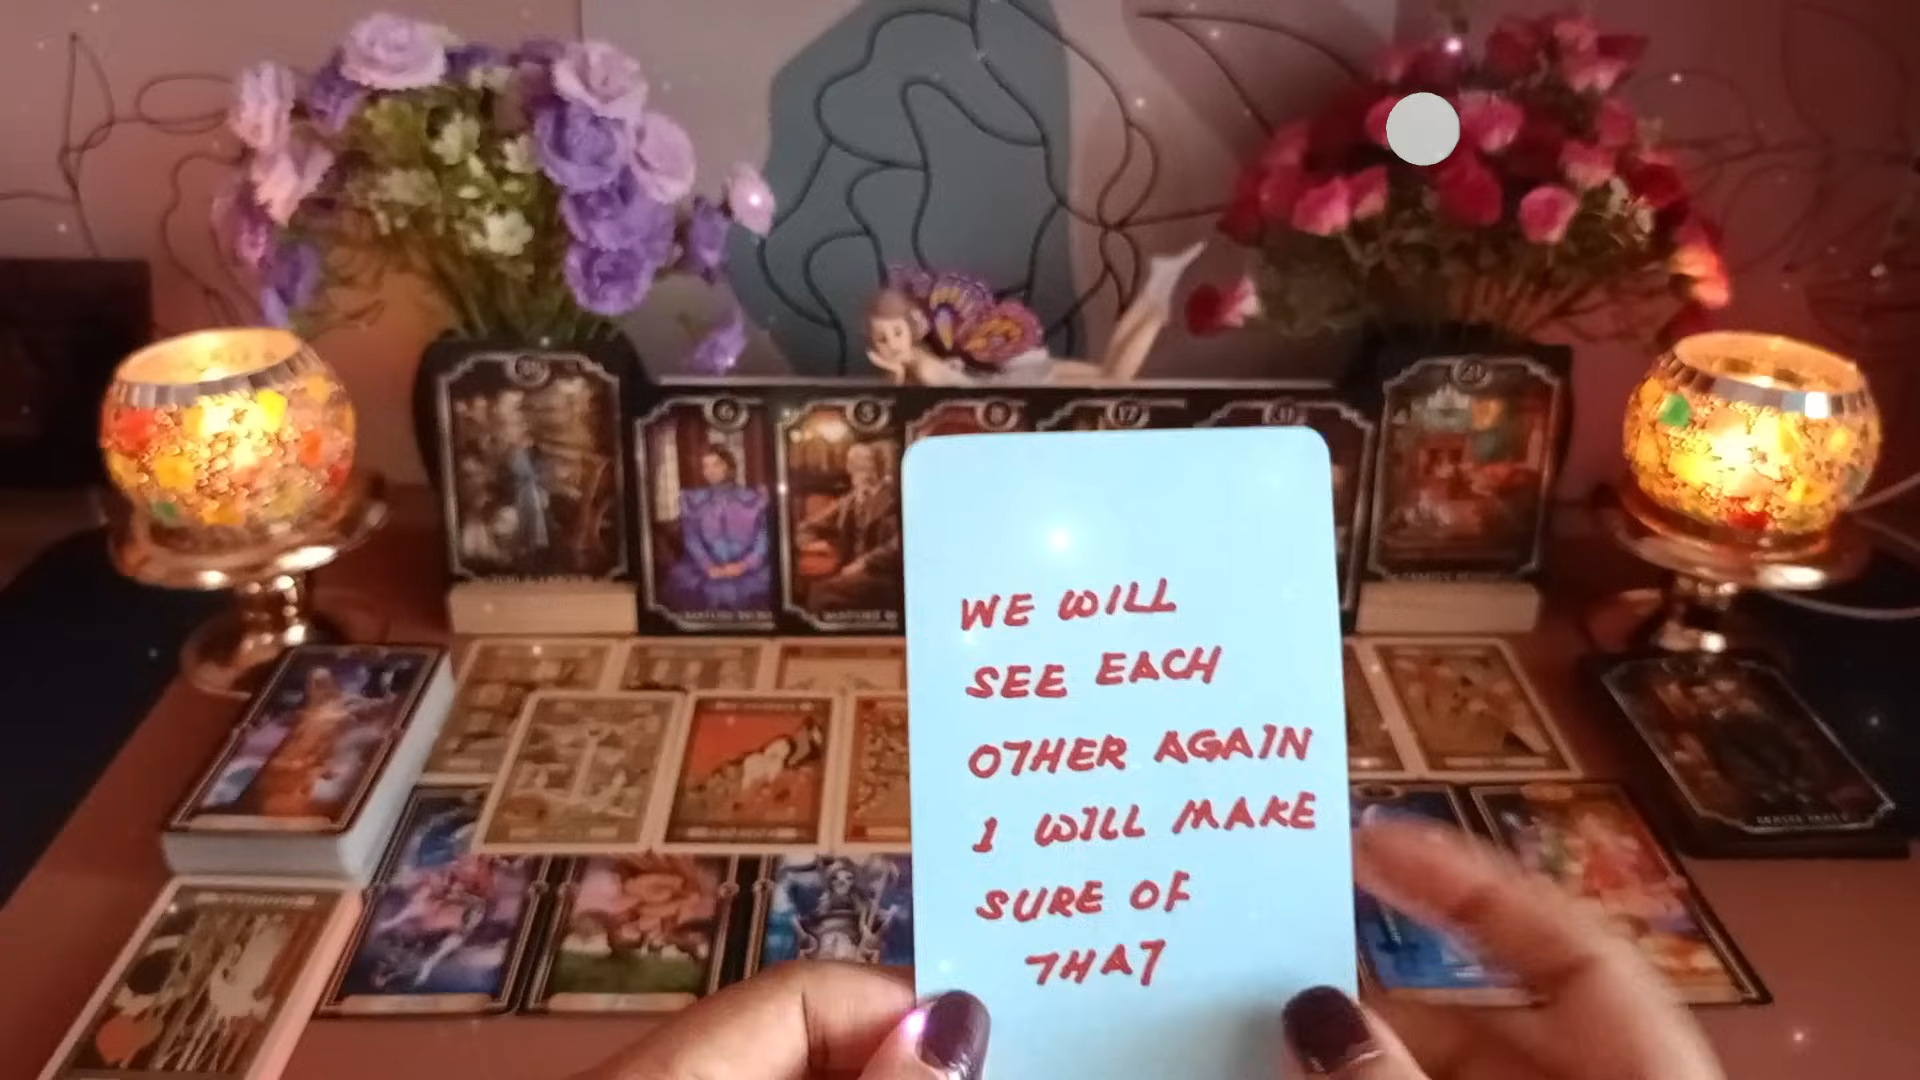 WE WILL
SEE EACH
OTHER AGAIN
I WILL MAKE
SURE OF
THAT